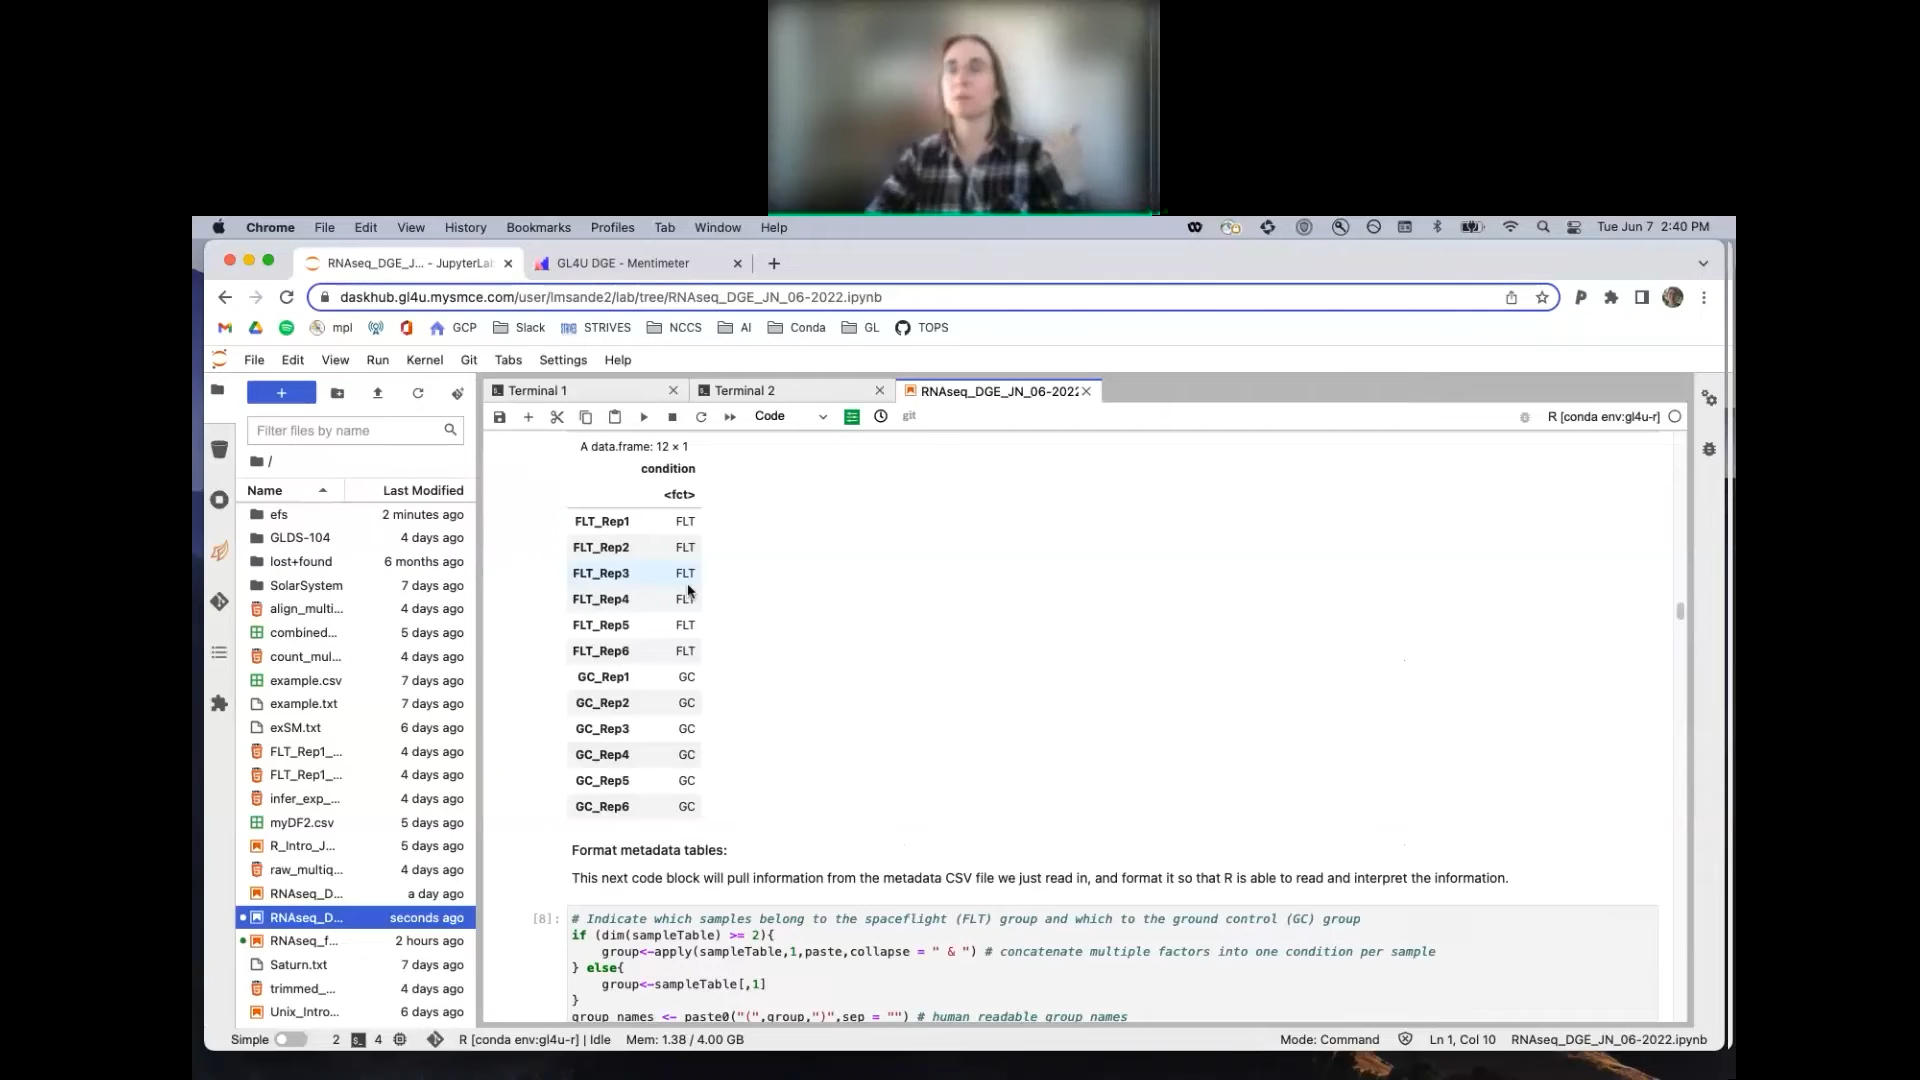 Chrome File Edit View History Bookmarks Profiles Tab Window Help Tue Jun 7 2:40 PM
RNAseq_DGE_J... - JupyterLa
GL4U DGE - Mentimeter
daskhub.gl4u.mysmce.com/user/lmsande2/lab/tree/RNAseq_DGE_JN_06-2022.ipynb
mpl GCP Slack STRIVES NCCS AI Conda GL TOPS
File Edit View Run Kernel Git Tabs Settings Help
Terminal 1 Terminal 2 RNAseq_DGE_JN_06-2022
Code git R [conda env:gl4u-r]
Filter files by name
/
Name Last Modified
efs 2 minutes ago
GLDS-104 4 days ago
lost+found 6 months ago
SolarSystem 7 days ago
align_multi... 4 days ago
combined... 5 days ago
count_mul... 4 days ago
example.csv 7 days ago
example.txt 7 days ago
exSM.txt 6 days ago
FLT_Rep1_... 4 days ago
FLT_Rep1_... 4 days ago
infer_exp_... 4 days ago
myDF2.csv 5 days ago
R_Intro_J... 5 days ago
raw_multiq... 4 days ago
RNAseq_D... a day ago
RNAseq_D... seconds ago
RNAseq_f... 2 hours ago
Saturn.txt 7 days ago
trimmed_... 4 days ago
Unix_Intro... 6 days ago
A data.frame: 12 × 1
condition
<fct>
FLT_Rep1 FLT
FLT_Rep2 FLT
FLT_Rep3 FLT
FLT_Rep4 FLT
FLT_Rep5 FLT
FLT_Rep6 FLT
GC_Rep1 GC
GC_Rep2 GC
GC_Rep3 GC
GC_Rep4 GC
GC_Rep5 GC
GC_Rep6 GC
Format metadata tables:
This next code block will pull information from the metadata CSV file we just read in, and format it so that R is able to read and interpret the information.
[8]: # Indicate which samples belong to the spaceflight (FLT) group and which to the ground control (GC) group
if (dim(sampleTable) >= 2){
group<-apply(sampleTable,1,paste,collapse = " & ") # concatenate multiple factors into one condition per sample
} else{
group<-sampleTable[,1]
}
group_names <- paste0("(",group,")",sep = "") # human readable group names
Simple 2 4 R [conda env:gl4u-r] | Idle Mem: 1.38 / 4.00 GB Mode: Command Ln 1, Col 10 RNAseq_DGE_JN_06-2022.ipynb